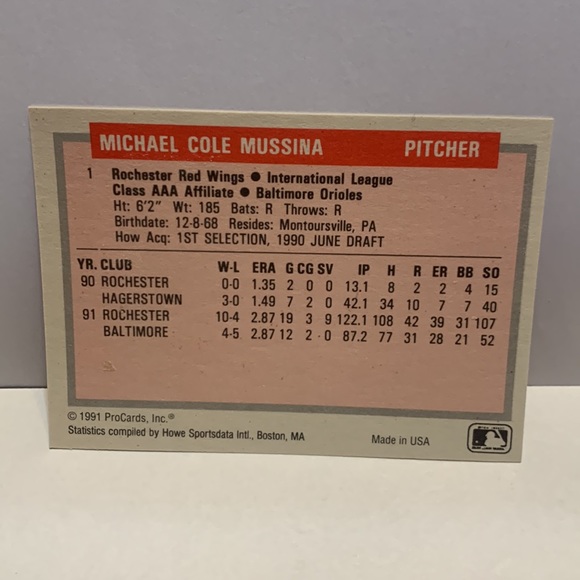 MICHAEL COLE MUSSINA PITCHER
1 Rochester Red Wings ● International League
Class AAA Affiliate ● Baltimore Orioles
Ht: 6'2" Wt: 185 Bats: R Throws: R
Birthdate: 12-8-68 Resides: Montoursville, PA
How Acq: 1ST SELECTION, 1990 JUNE DRAFT
YR. CLUB W-L ERA G CG SV IP H R ER BB SO
90 ROCHESTER 0-0 1.35 2 0 0 13.1 8 2 2 4 15
HAGERSTOWN 3-0 1.49 7 2 0 42.1 34 10 7 7 40
91 ROCHESTER 10-4 2.87 19 3 9 122.1 108 42 39 31 107
BALTIMORE 4-5 2.87 12 2 0 87.2 77 31 28 21 52
© 1991 ProCards, Inc.®
Statistics compiled by Howe Sportsdata Intl., Boston, MA
Made in USA